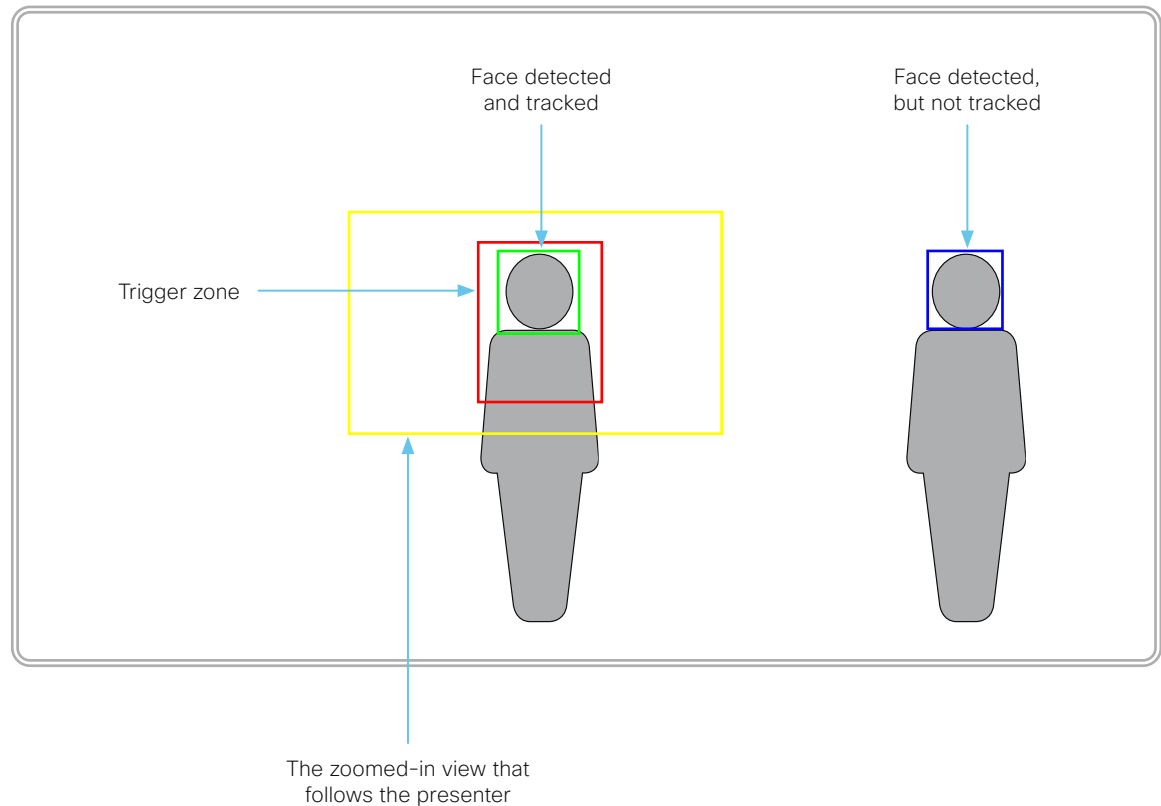 Face detected
and tracked
Face detected,
but not tracked
Trigger zone
The zoomed-in view that
follows the presenter